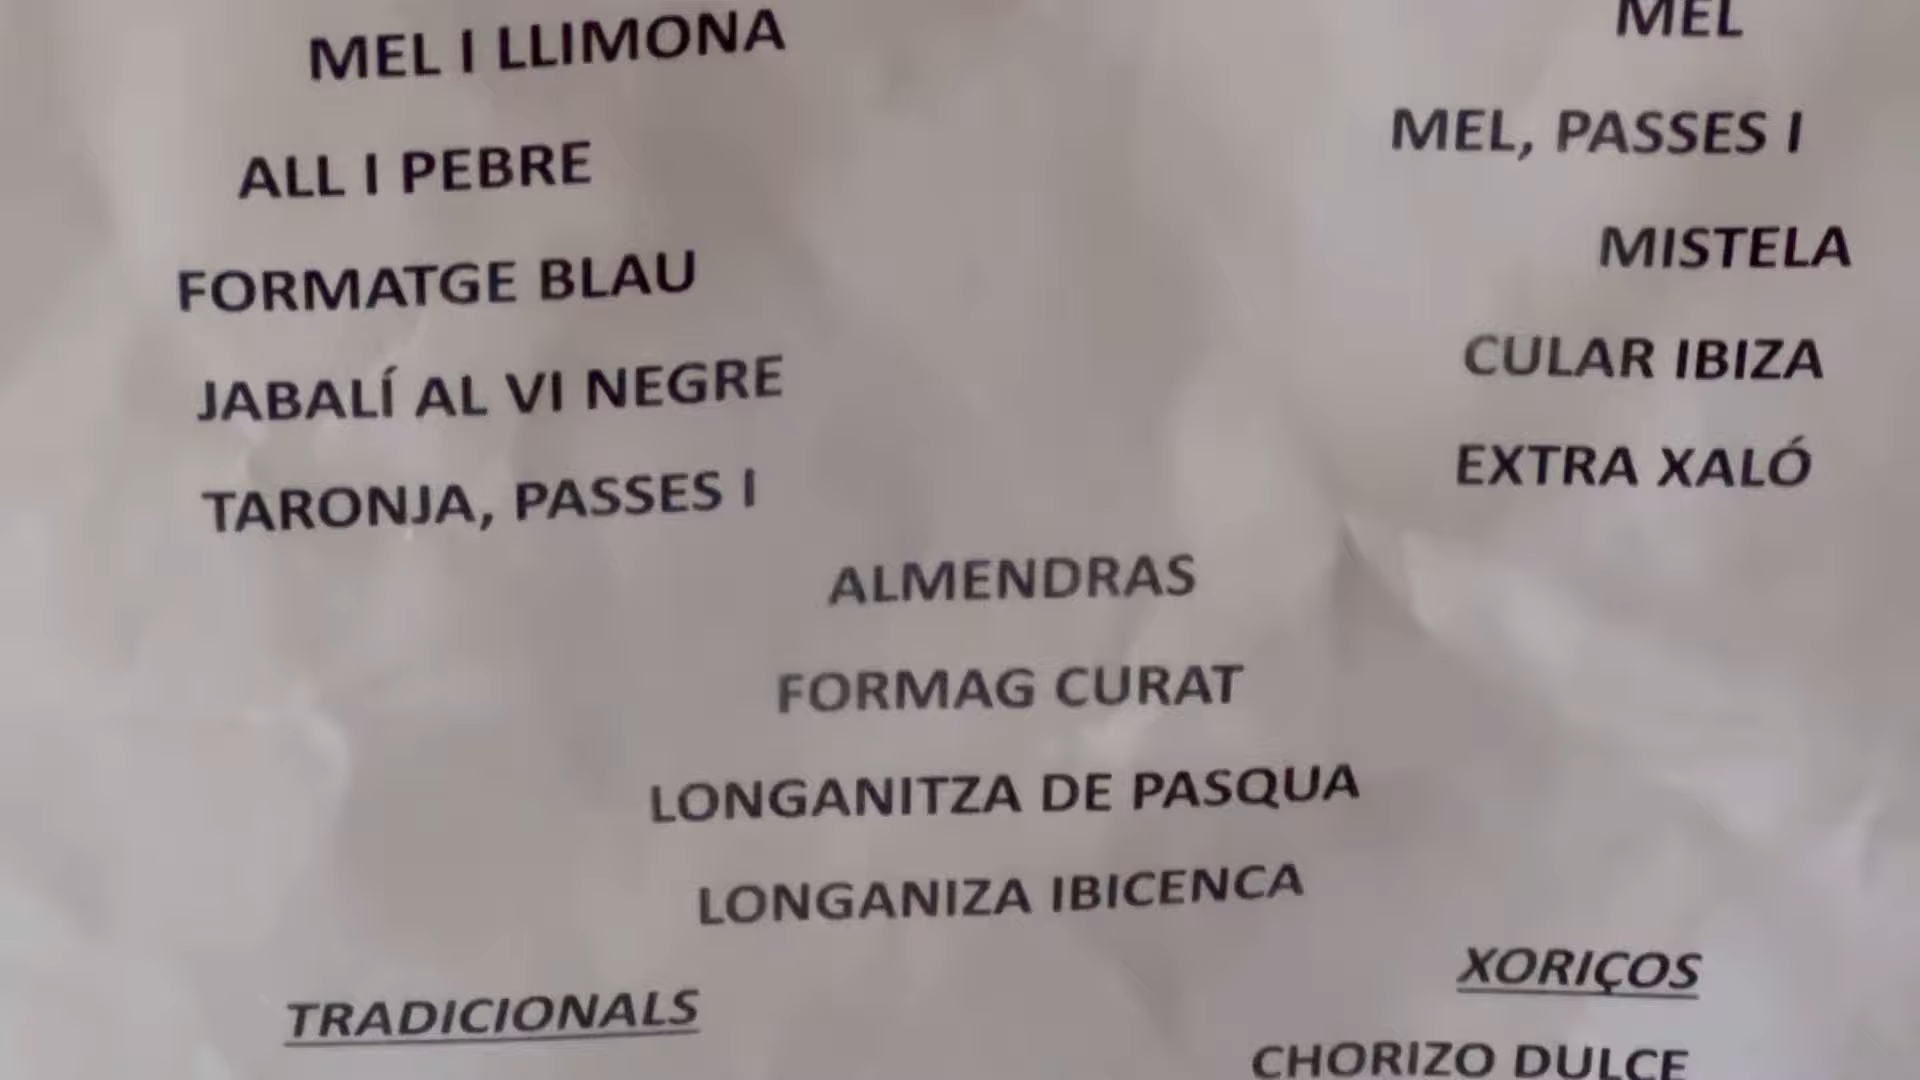 MEL I LLIMONA
ALL I PEBRE
FORMATGE BLAU
JABALÍ AL VI NEGRE
TARONJA, PASSES I
MEL
MEL, PASSES I
MISTELA
CULAR IBIZA
EXTRA XALÓ
ALMENDRAS
FORMAG CURAT
LONGANITZA DE PASQUA
LONGANIZA IBICENCA
TRADICIONALS
XORIÇOS
CHORIZO DULCE